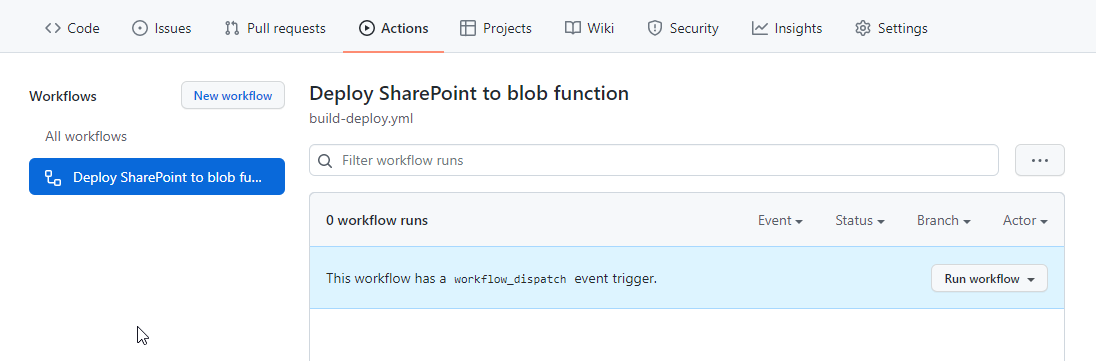 Code Issues Pull requests Actions Projects Wiki Security Insights Settings
Workflows New workflow
All workflows
Deploy SharePoint to blob fu...
Deploy SharePoint to blob function
build-deploy.yml
Filter workflow runs
0 workflow runs Event Status Branch Actor
This workflow has a workflow_dispatch event trigger. Run workflow